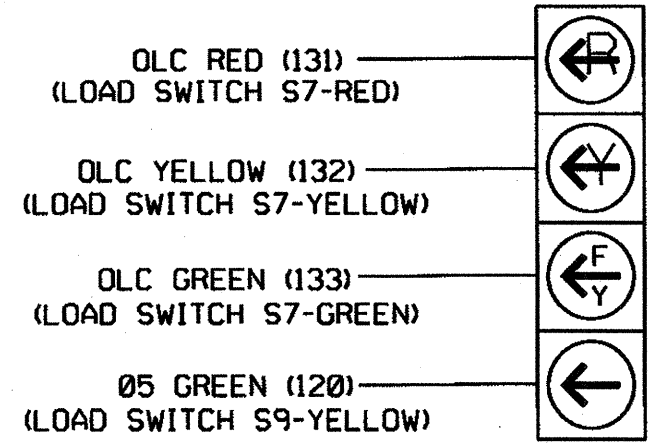 OLC RED (131)
(LOAD SWITCH S7-RED)
R
OLC YELLOW (132)
(LOAD SWITCH S7-YELLOW)
Y
OLC GREEN (133)
(LOAD SWITCH S7-GREEN)
F
Y
05 GREEN (120)
(LOAD SWITCH S9-YELLOW)